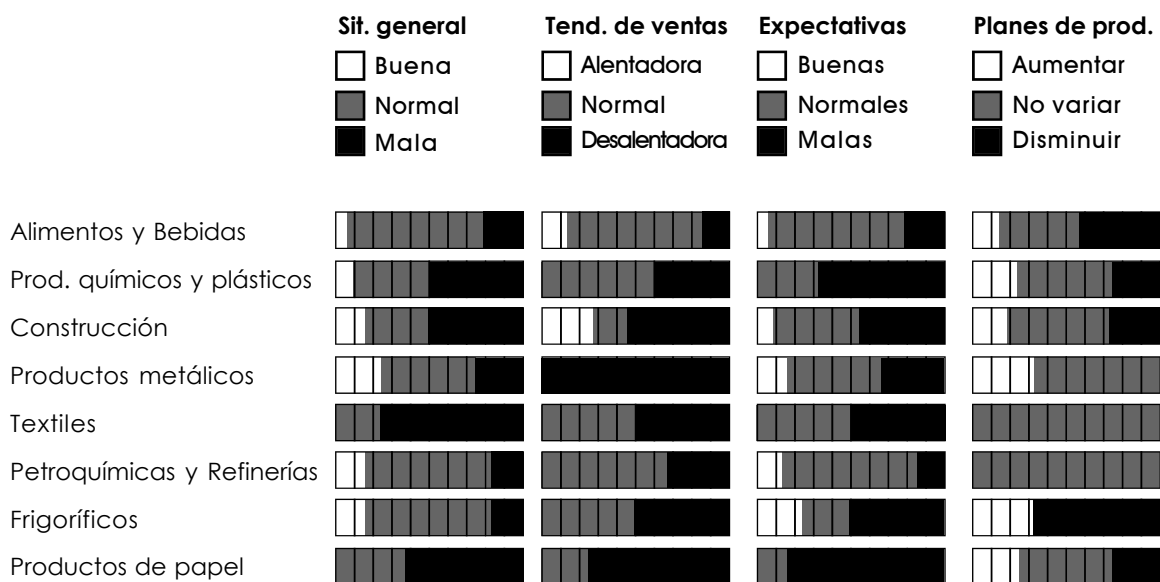 Sit. general Tend. de ventas Expectativas Planes de prod.
Buena Alentadora Buenas Aumentar
Normal Normal Normales No variar
Mala Desalentadora Malas Disminuir
Alimentos y Bebidas
Prod. químicos y plásticos
Construcción
Productos metálicos
Textiles
Petroquímicas y Refinerías
Frigoríficos
Productos de papel